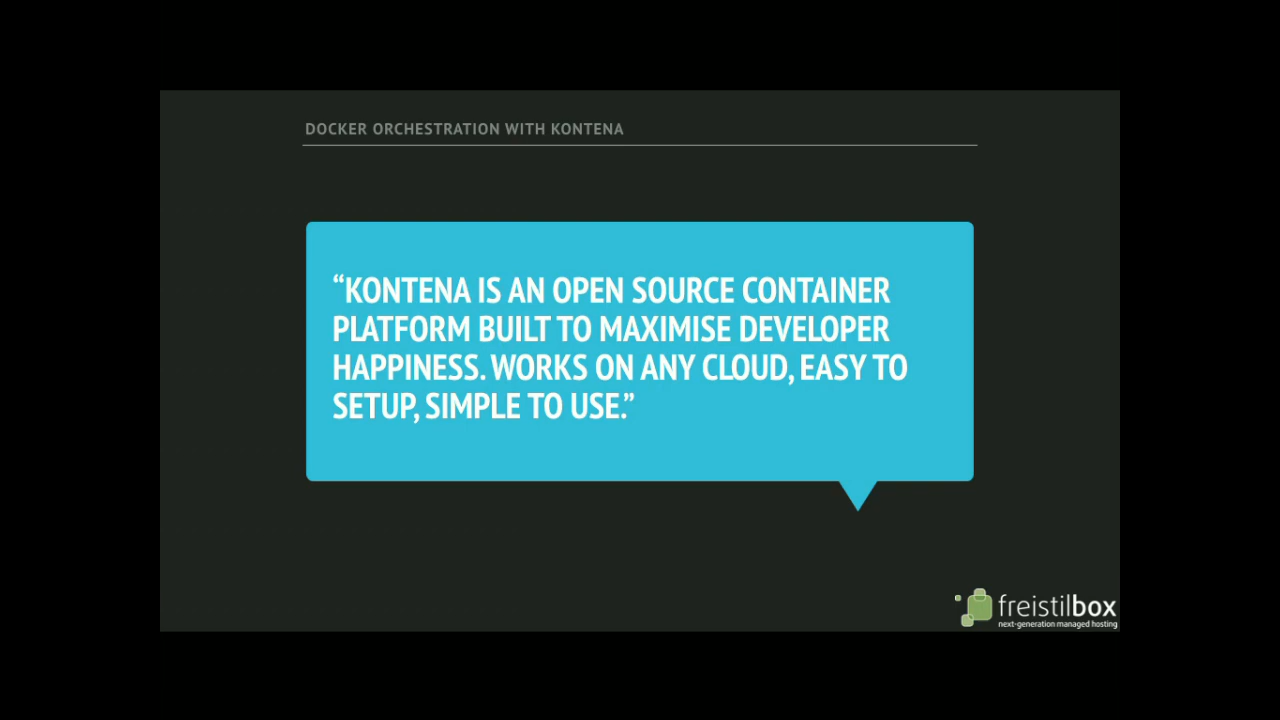 DOCKER ORCHESTRATION WITH KONTENA
“KONTENA IS AN OPEN SOURCE CONTAINER
PLATFORM BUILT TO MAXIMISE DEVELOPER
HAPPINESS. WORKS ON ANY CLOUD, EASY TO
SETUP, SIMPLE TO USE.”
freistilbox
next-generation managed hosting